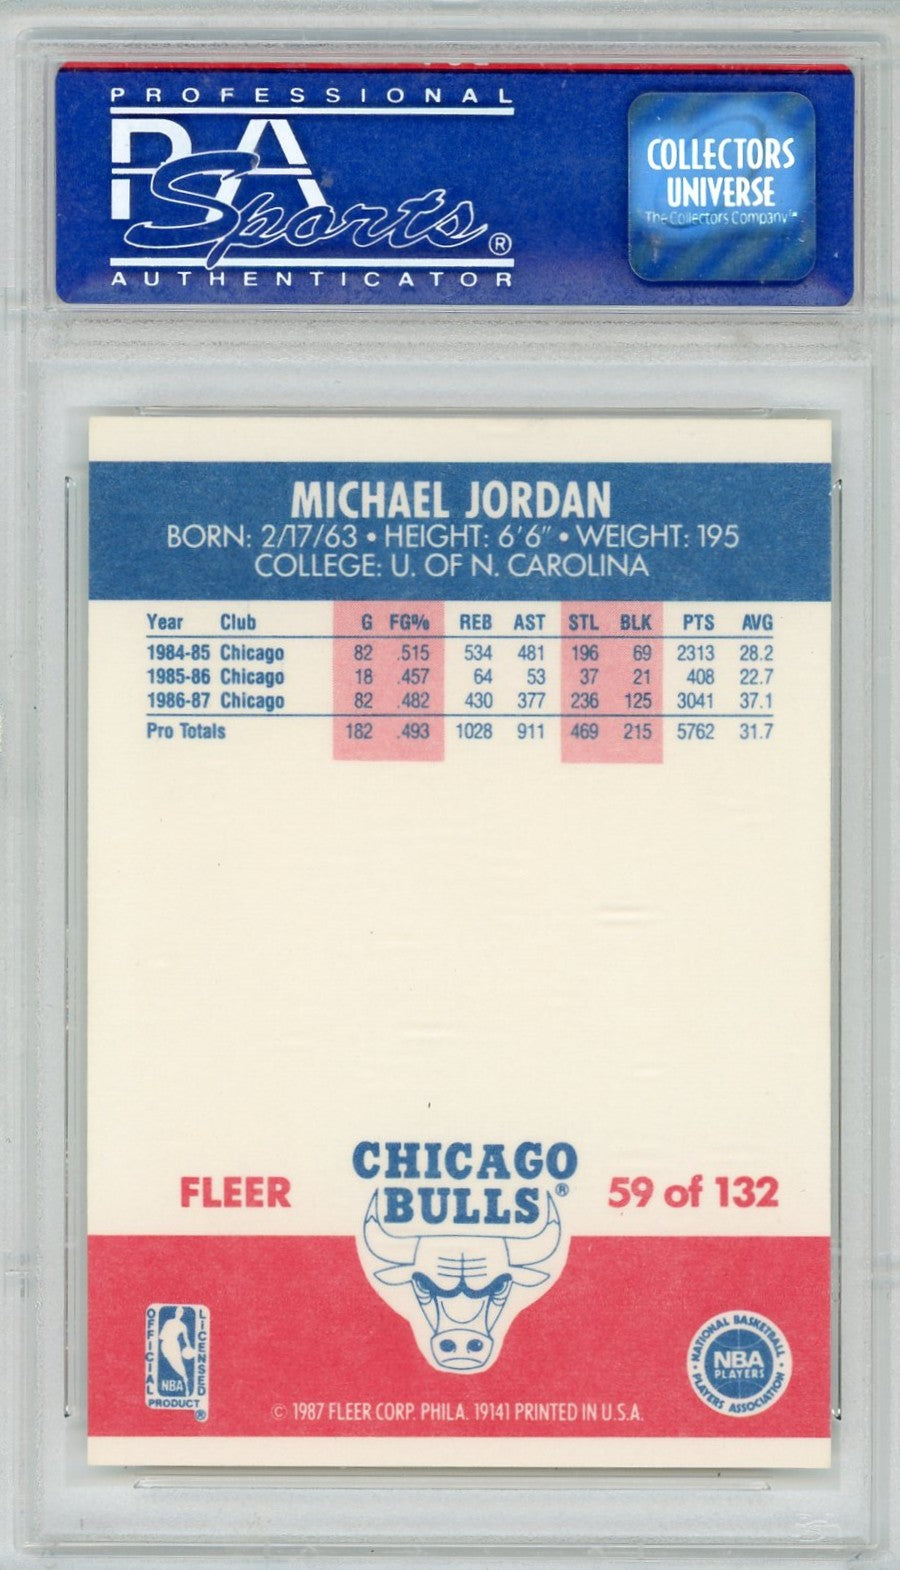 PROFESSIONAL
PSA
Sports®
AUTHENTICATOR
COLLECTORS
UNIVERSE
The Collectors Company™
MICHAEL JORDAN
BORN: 2/17/63 • HEIGHT: 6'6" • WEIGHT: 195
COLLEGE: U. OF N. CAROLINA
Year Club G FG% REB AST STL BLK PTS AVG
1984-85 Chicago 82 .515 534 481 196 69 2313 28.2
1985-86 Chicago 18 .457 64 53 37 21 408 22.7
1986-87 Chicago 82 .482 430 377 236 125 3041 37.1
Pro Totals 182 .493 1028 911 469 215 5762 31.7
CHICAGO
BULLS®
FLEER
59 of 132
OFFICIAL
LICENSED
NBA
PRODUCT
®
NATIONAL BASKETBALL
NBA
PLAYERS
PLAYERS ASSOCIATION
© 1987 FLEER CORP. PHILA. 19141 PRINTED IN U.S.A.